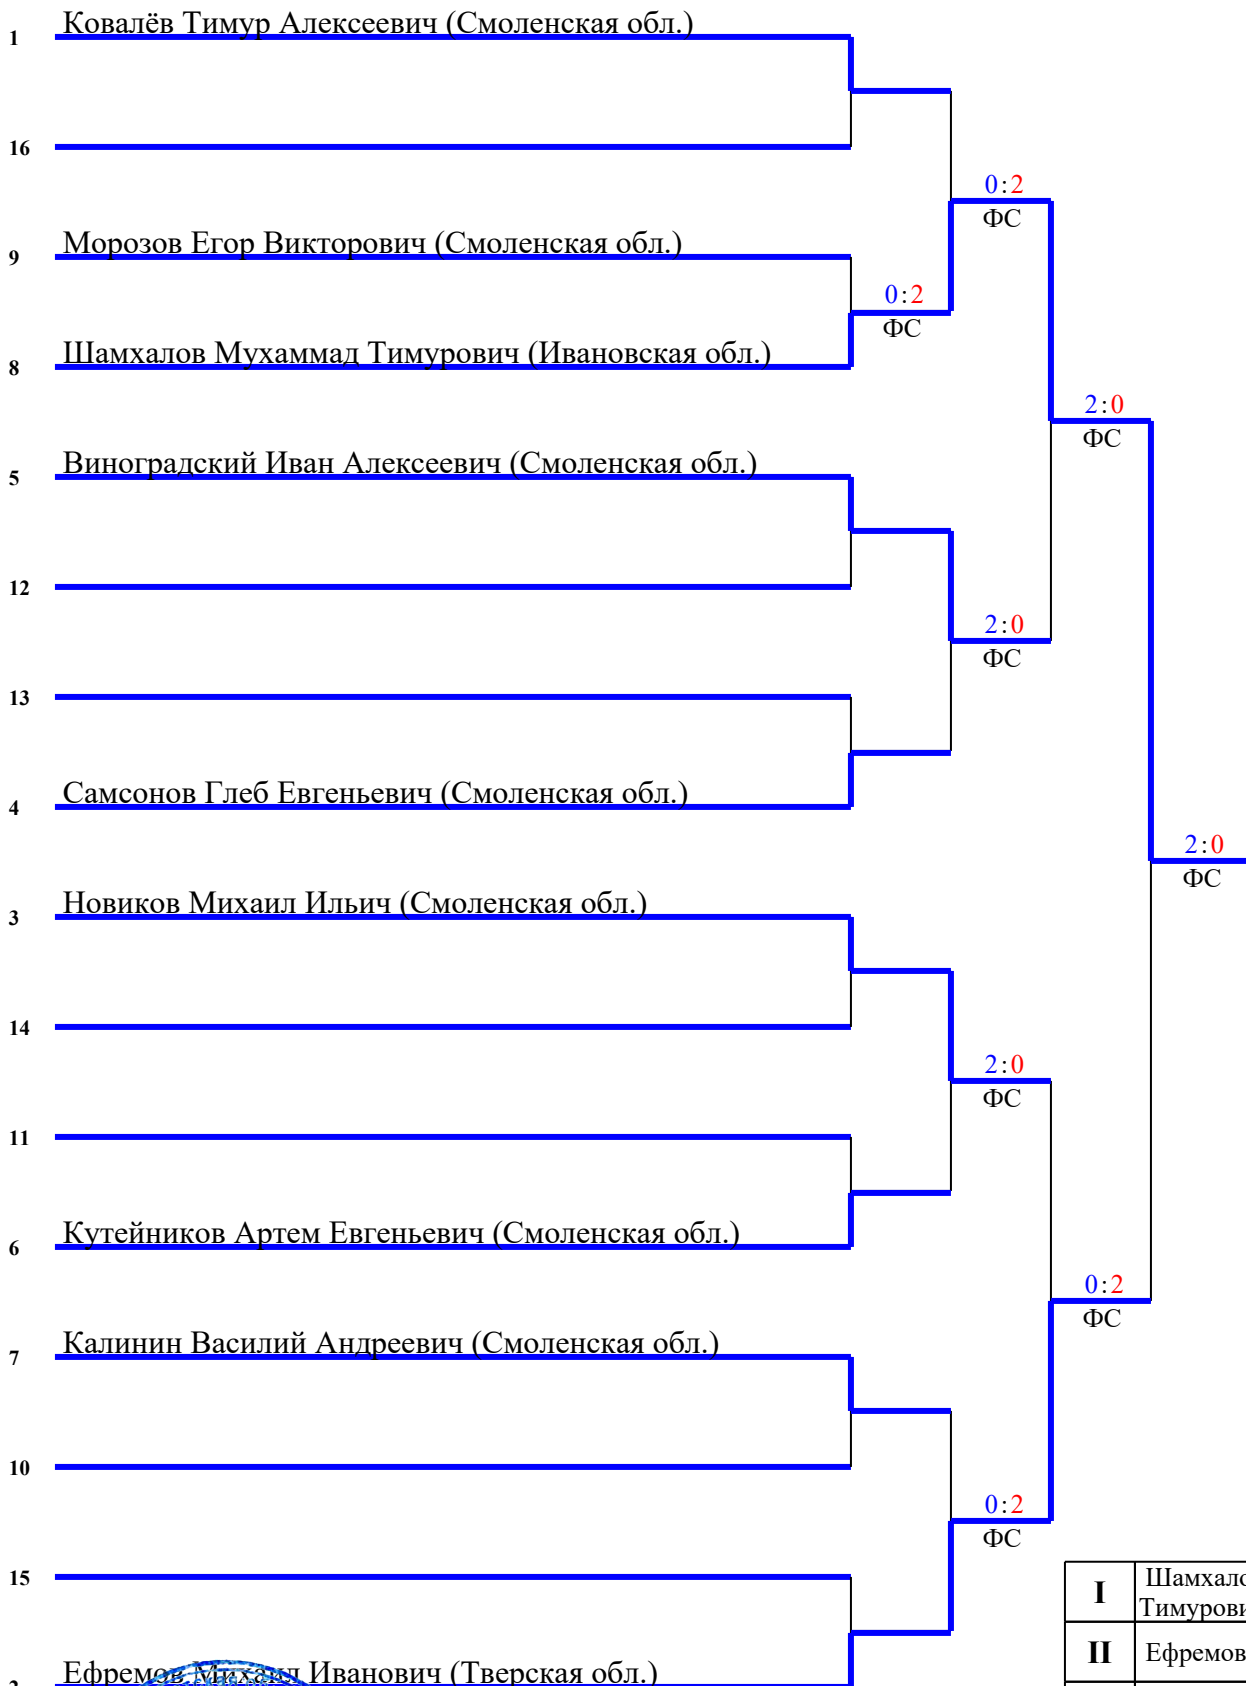 Ковалёв Тимур Алексеевич (Смоленская обл.)
1
16
0:2
ФС
Морозов Егор Викторович (Смоленская обл.)
9
0:2
ФС
Шамхалов Мухаммад Тимурович (Ивановская обл.)
8
2:0
ФС
Виноградский Иван Алексеевич (Смоленская обл.)
5
12
2:0
ФС
13
Самсонов Глеб Евгеньевич (Смоленская обл.)
4
2:0
ФС
Новиков Михаил Ильич (Смоленская обл.)
3
14
2:0
ФС
11
Кутейников Артем Евгеньевич (Смоленская обл.)
6
0:2
ФС
Калинин Василий Андреевич (Смоленская обл.)
7
10
0:2
ФС
15
I
Ефремов Михаил Иванович (Тверская обл.)
II Ефремов